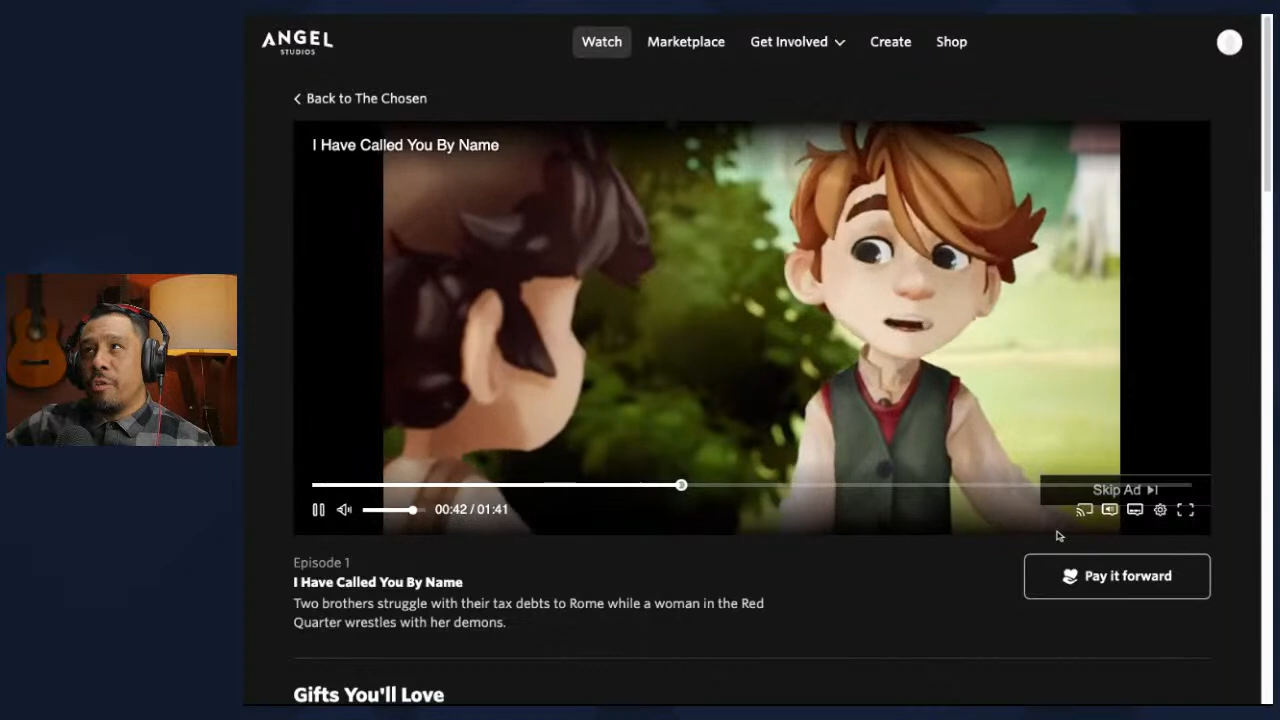 ANGEL
STUDIOS
Watch
Marketplace
Get Involved
Create
Shop
Back to The Chosen
I Have Called You By Name
Skip Ad
00:42 / 01:41
Episode 1
I Have Called You By Name
Two brothers struggle with their tax debts to Rome while a woman in the Red
Quarter wrestles with her demons.
Pay it forward
Gifts You'll Love